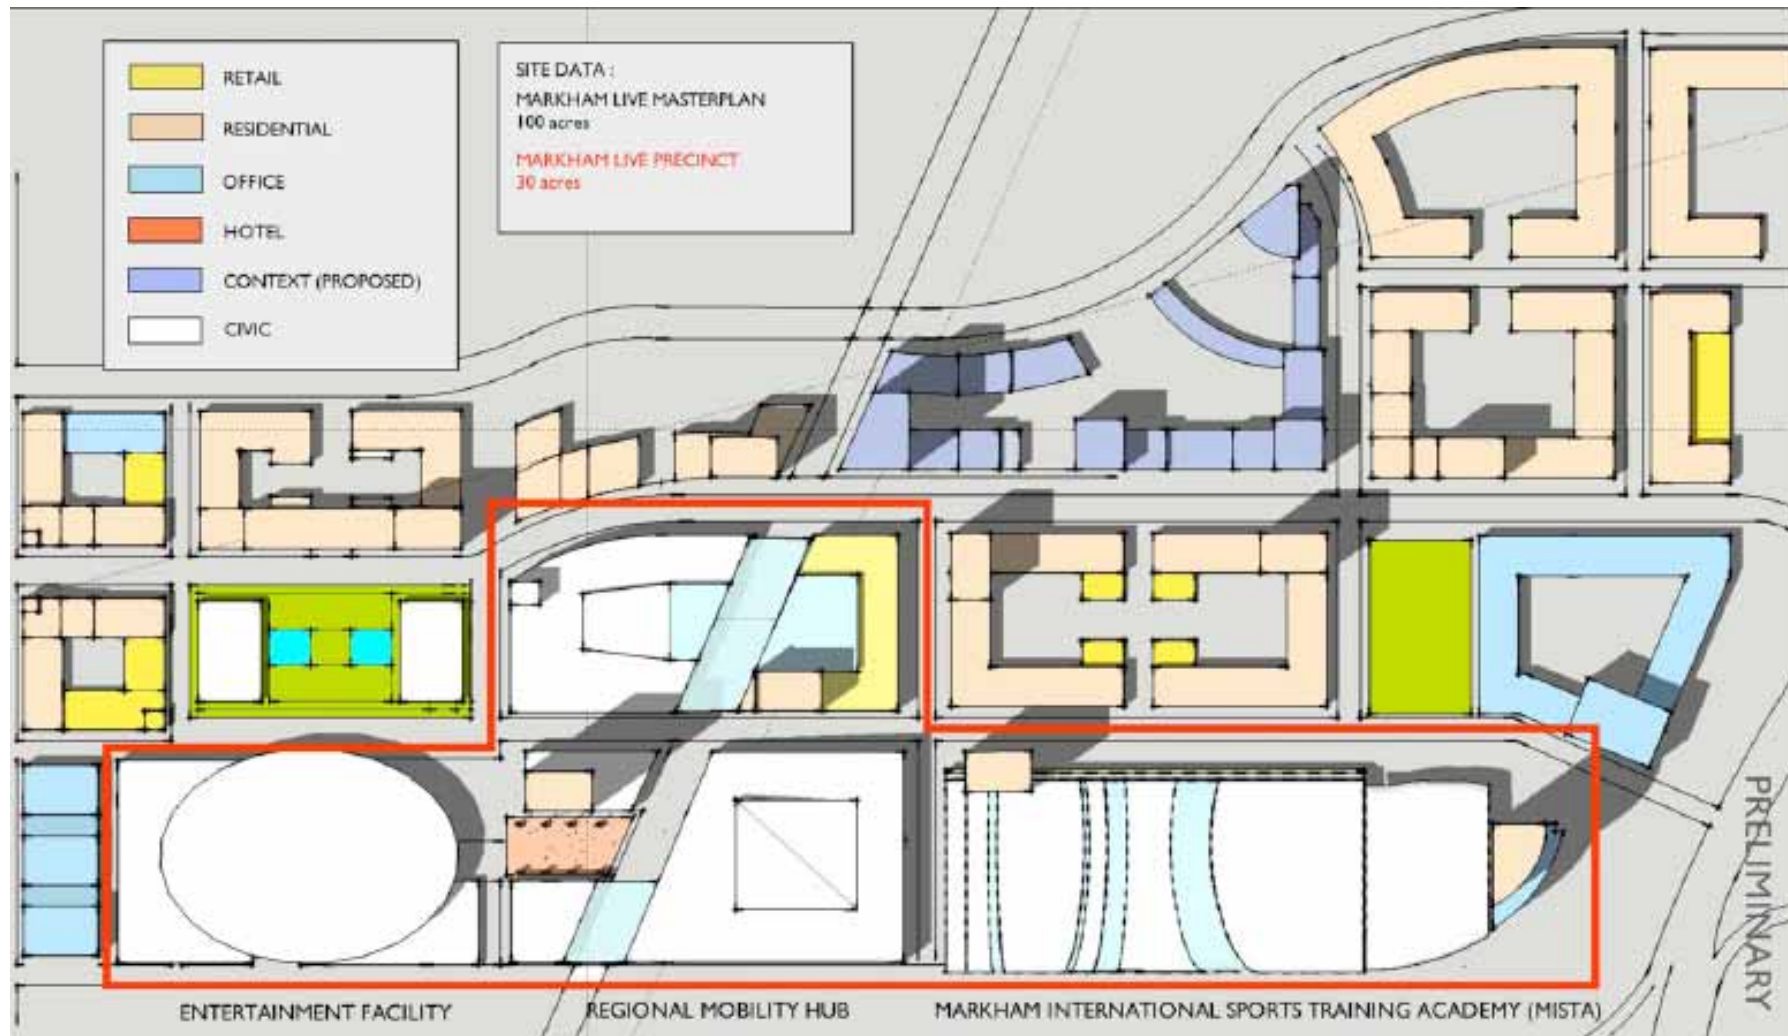 RETAIL
RESIDENTIAL
OFFICE
HOTEL
CONTEXT (PROPOSED)
CIVIC
SITE DATA :
MARKHAM LIVE MASTERPLAN
100 acres
MARKHAM LIVE PRECINCT
30 acres
PRELIMINARY
ENTERTAINMENT FACILITY
REGIONAL MOBILITY HUB
MARKHAM INTERNATIONAL SPORTS TRAINING ACADEMY (MISTA)